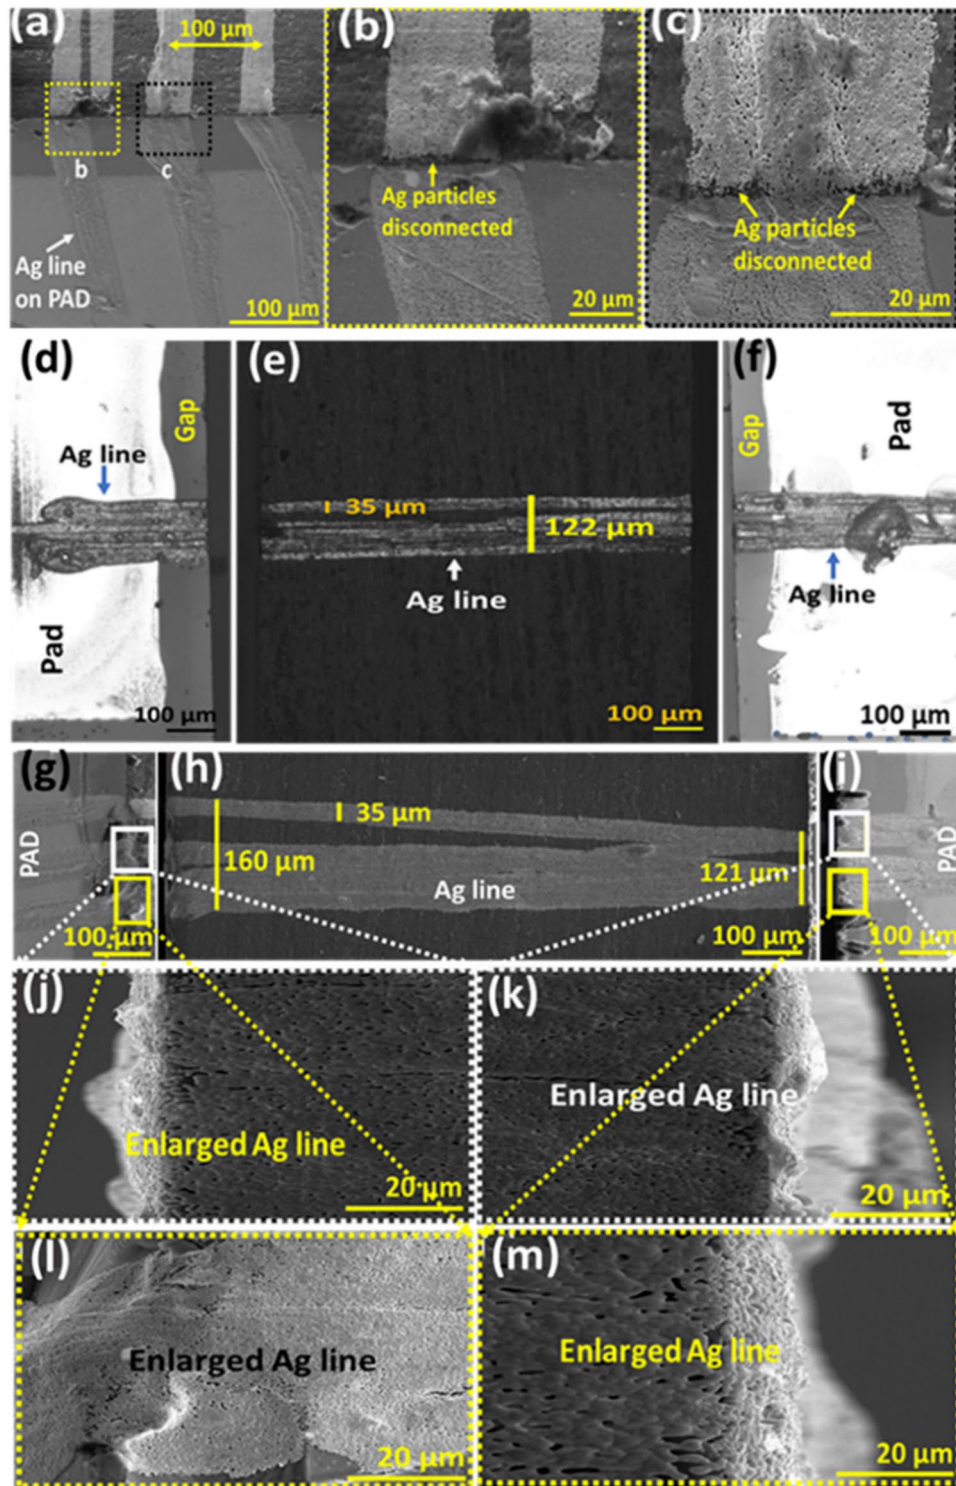 (a)
100 μm
b
c
Ag line
on PAD
100 μm
(b)
Ag particles
disconnected
20 μm
(c)
Ag particles
disconnected
20 μm
(d)
Ag line
Gap
Pad
100 μm
(e)
35 μm
122 μm
Ag line
100 μm
(f)
Gap
Pad
Ag line
100 μm
(g)
PAD
100 μm
(h)
35 μm
160 μm
Ag line
121 μm
100 μm
(i)
PAD
100 μm
(j)
Enlarged Ag line
20 μm
(k)
Enlarged Ag line
20 μm
(l)
Enlarged Ag line
20 μm
(m)
Enlarged Ag line
20 μm